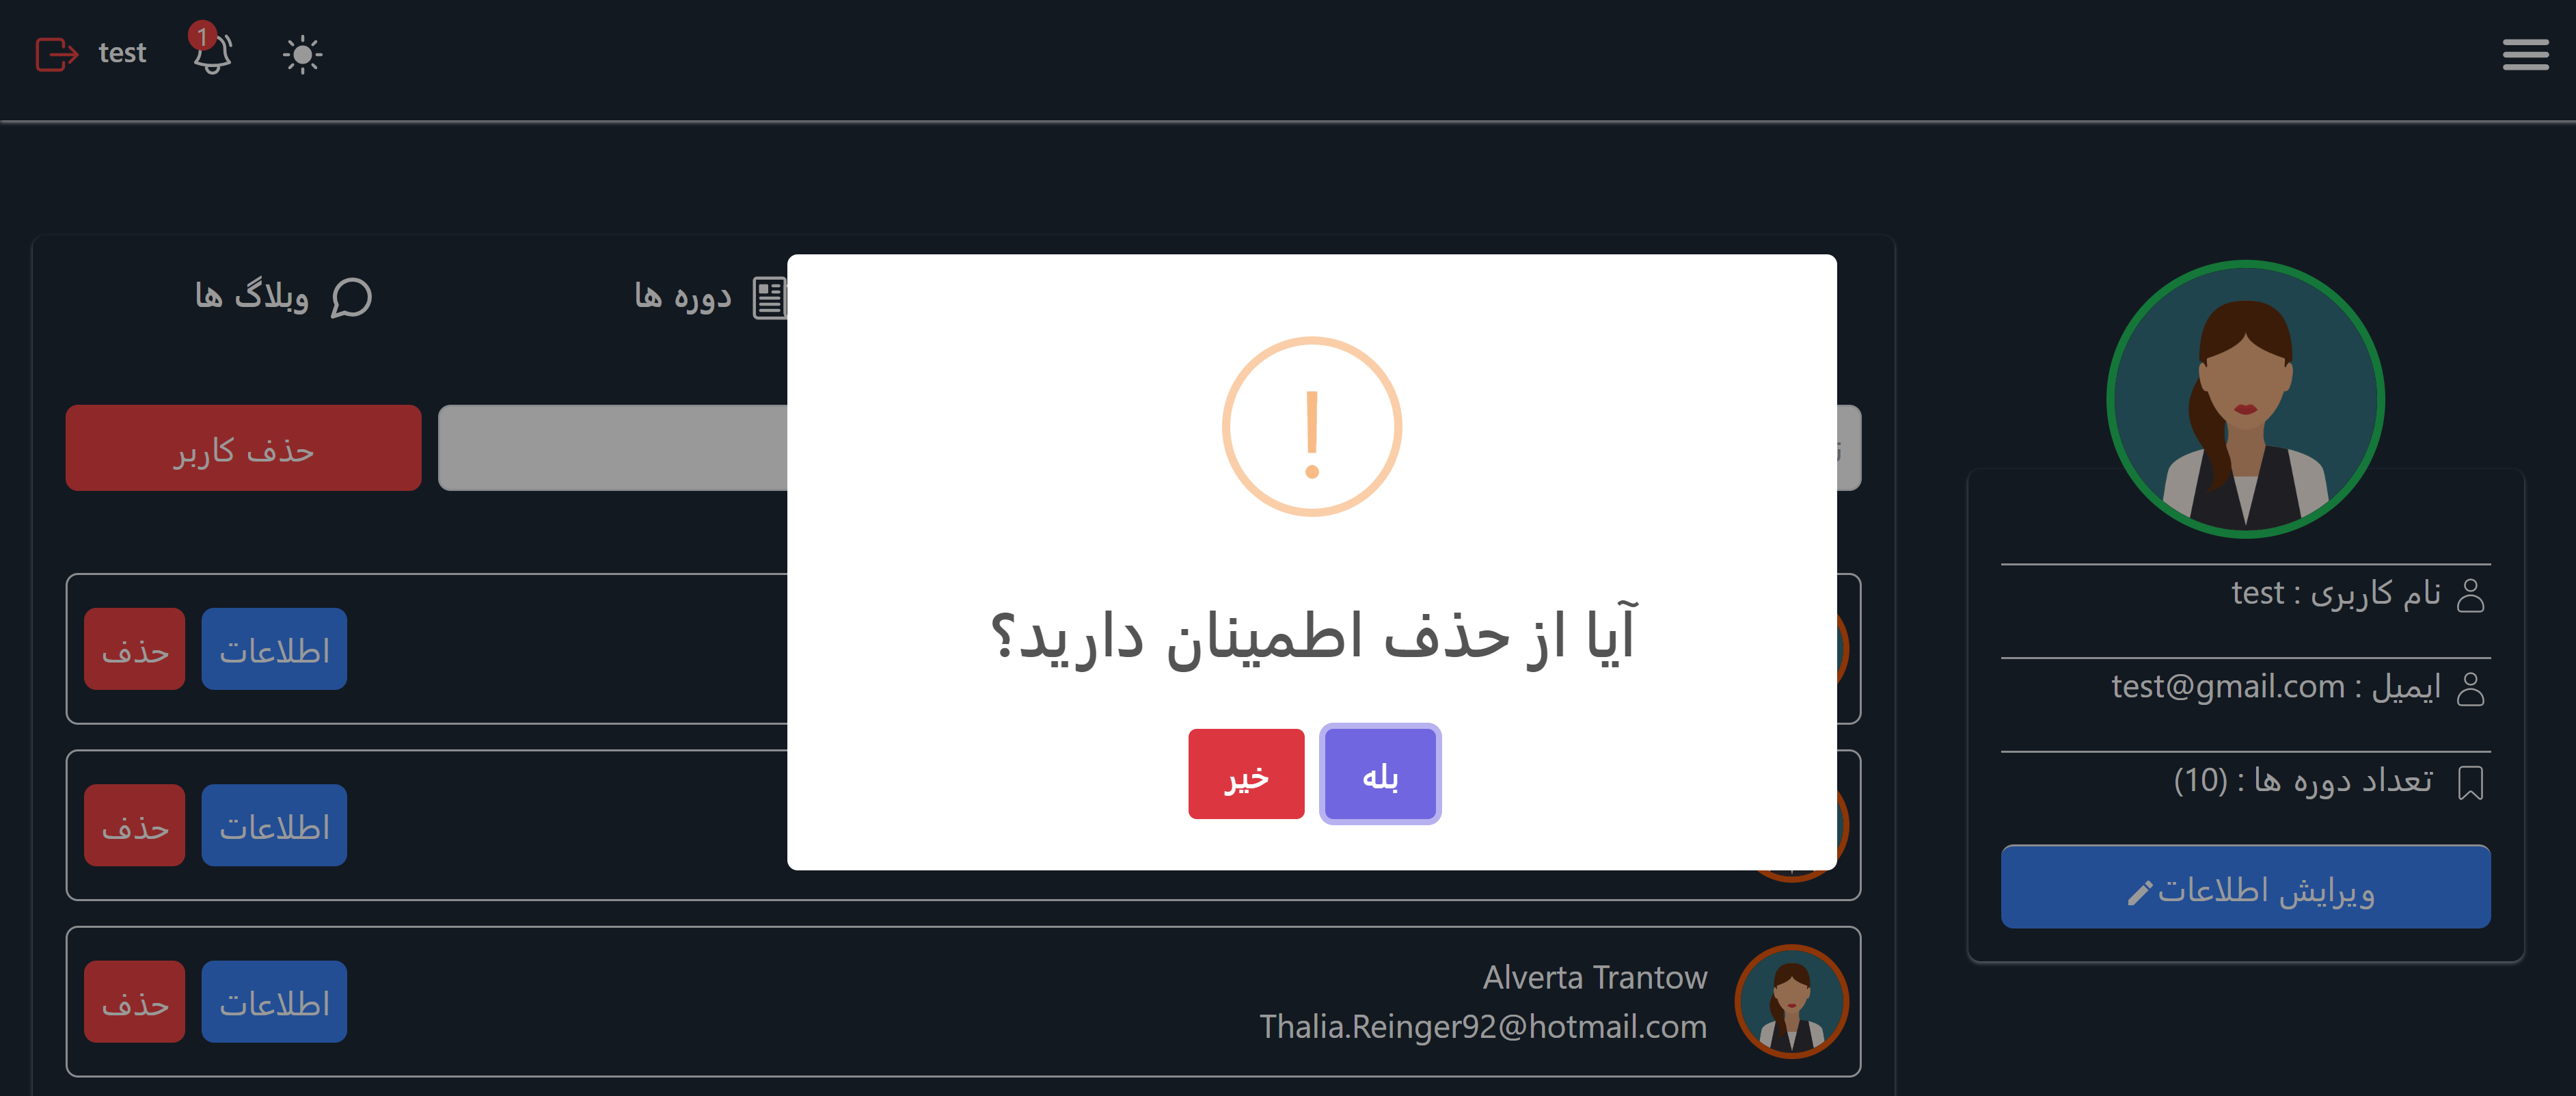 test
1
دوره ها
وبلاگ ها
حذف کاربر
آیا از حذف اطمینان دارید؟
بله
خیر
اطلاعات
حذف
اطلاعات
حذف
Alverta Trantow
Thalia.Reinger92@hotmail.com
اطلاعات
حذف
نام کاربری : test
ایمیل : test@gmail.com
تعداد دوره ها : (10)
ویرایش اطلاعات